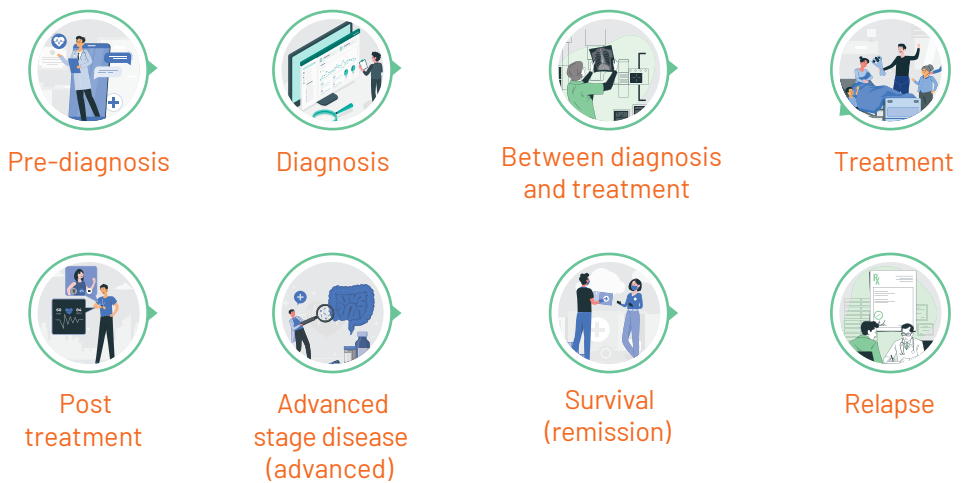 Pre-diagnosis
Diagnosis
Between diagnosis
and treatment
Treatment
Post
treatment
Advanced
stage disease
(advanced)
Survival
(remission)
Relapse